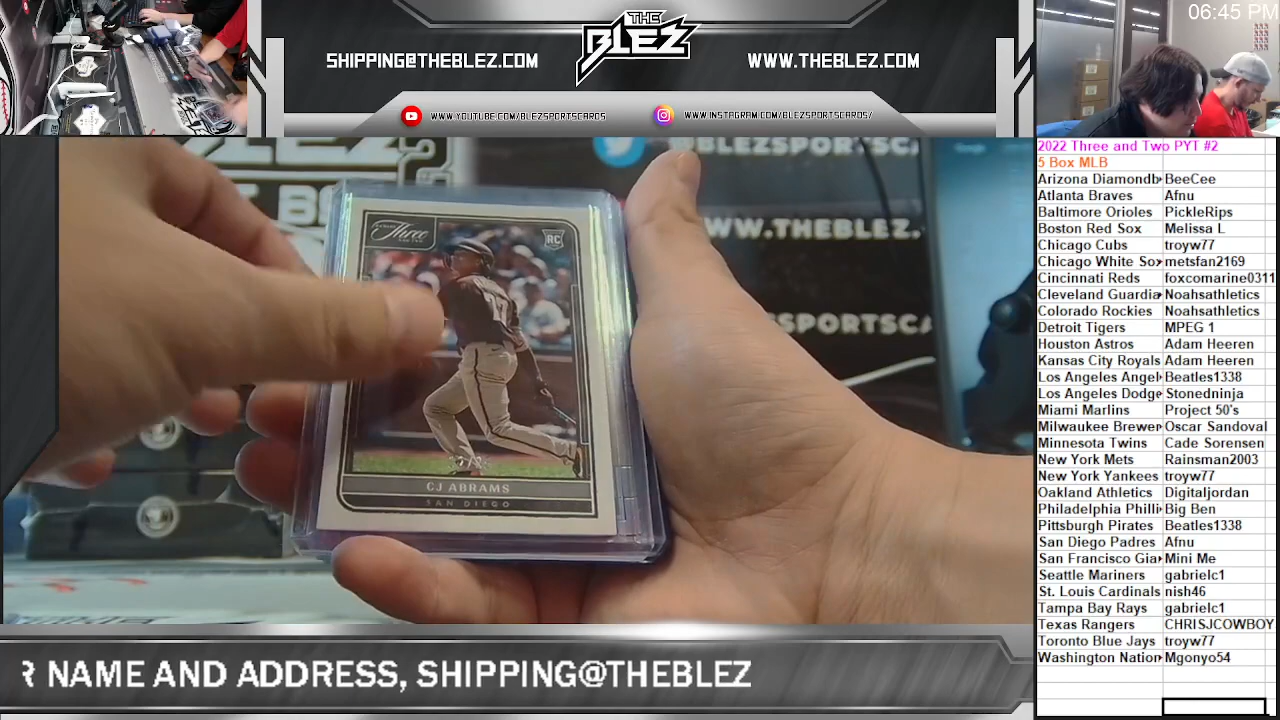 06:45 PM
THE
BLEZ
SHIPPING@THEBLEZ.COM
WWW.THEBLEZ.COM
WWW.YOUTUBE.COM/BLEZSPORTSCARDS
WWW.INSTAGRAM.COM/BLEZSPORTSCARDS/
@BLEZSPORTSCA
WW.THEBLEZ.
SPORTSCA
Three
RC
CJ ABRAMS
SAN DIEGO
R NAME AND ADDRESS, SHIPPING@THEBLEZ
2022 Three and Two PYT #2
5 Box MLB
Arizona Diamondb BeeCee
Atlanta Braves Afnu
Baltimore Orioles PickleRips
Boston Red Sox Melissa L
Chicago Cubs troyw77
Chicago White Sox metsfan2169
Cincinnati Reds foxcomarine0311
Cleveland Guardia Noahsathletics
Colorado Rockies Noahsathletics
Detroit Tigers MPEG 1
Houston Astros Adam Heeren
Kansas City Royals Adam Heeren
Los Angeles Angel Beatles1338
Los Angeles Dodge Stonedninja
Miami Marlins Project 50's
Milwaukee Brewer Oscar Sandoval
Minnesota Twins Cade Sorensen
New York Mets Rainsman2003
New York Yankees troyw77
Oakland Athletics Digitaljordan
Philadelphia Philli Big Ben
Pittsburgh Pirates Beatles1338
San Diego Padres Afnu
San Francisco Gia Mini Me
Seattle Mariners gabrielc1
St. Louis Cardinals nish46
Tampa Bay Rays gabrielc1
Texas Rangers CHRISJCOWBOY
Toronto Blue Jays troyw77
Washington Nation Mgonyo54